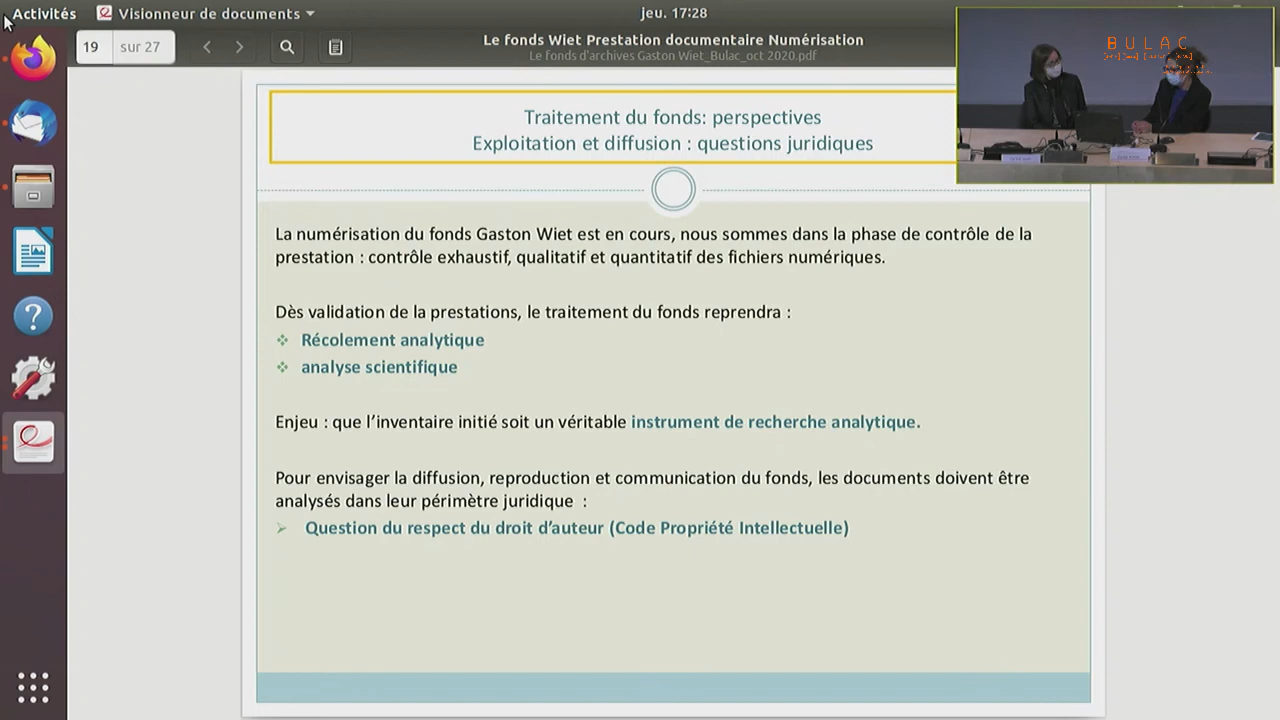 Activités
Visionneur de documents
jeu. 17:28
19
sur 27
Le fonds Wiet Prestation documentaire Numérisation
Le fonds d'archives Gaston Wiet_Bulac_oct 2020.pdf
BULAC
Traitement du fonds: perspectives
Exploitation et diffusion : questions juridiques
La numérisation du fonds Gaston Wiet est en cours, nous sommes dans la phase de contrôle de la
prestation : contrôle exhaustif, qualitatif et quantitatif des fichiers numériques.
Dès validation de la prestations, le traitement du fonds reprendra :
❖ Récolement analytique
❖ analyse scientifique
Enjeu : que l’inventaire initié soit un véritable instrument de recherche analytique.
Pour envisager la diffusion, reproduction et communication du fonds, les documents doivent être
analysés dans leur périmètre juridique :
➢ Question du respect du droit d’auteur (Code Propriété Intellectuelle)